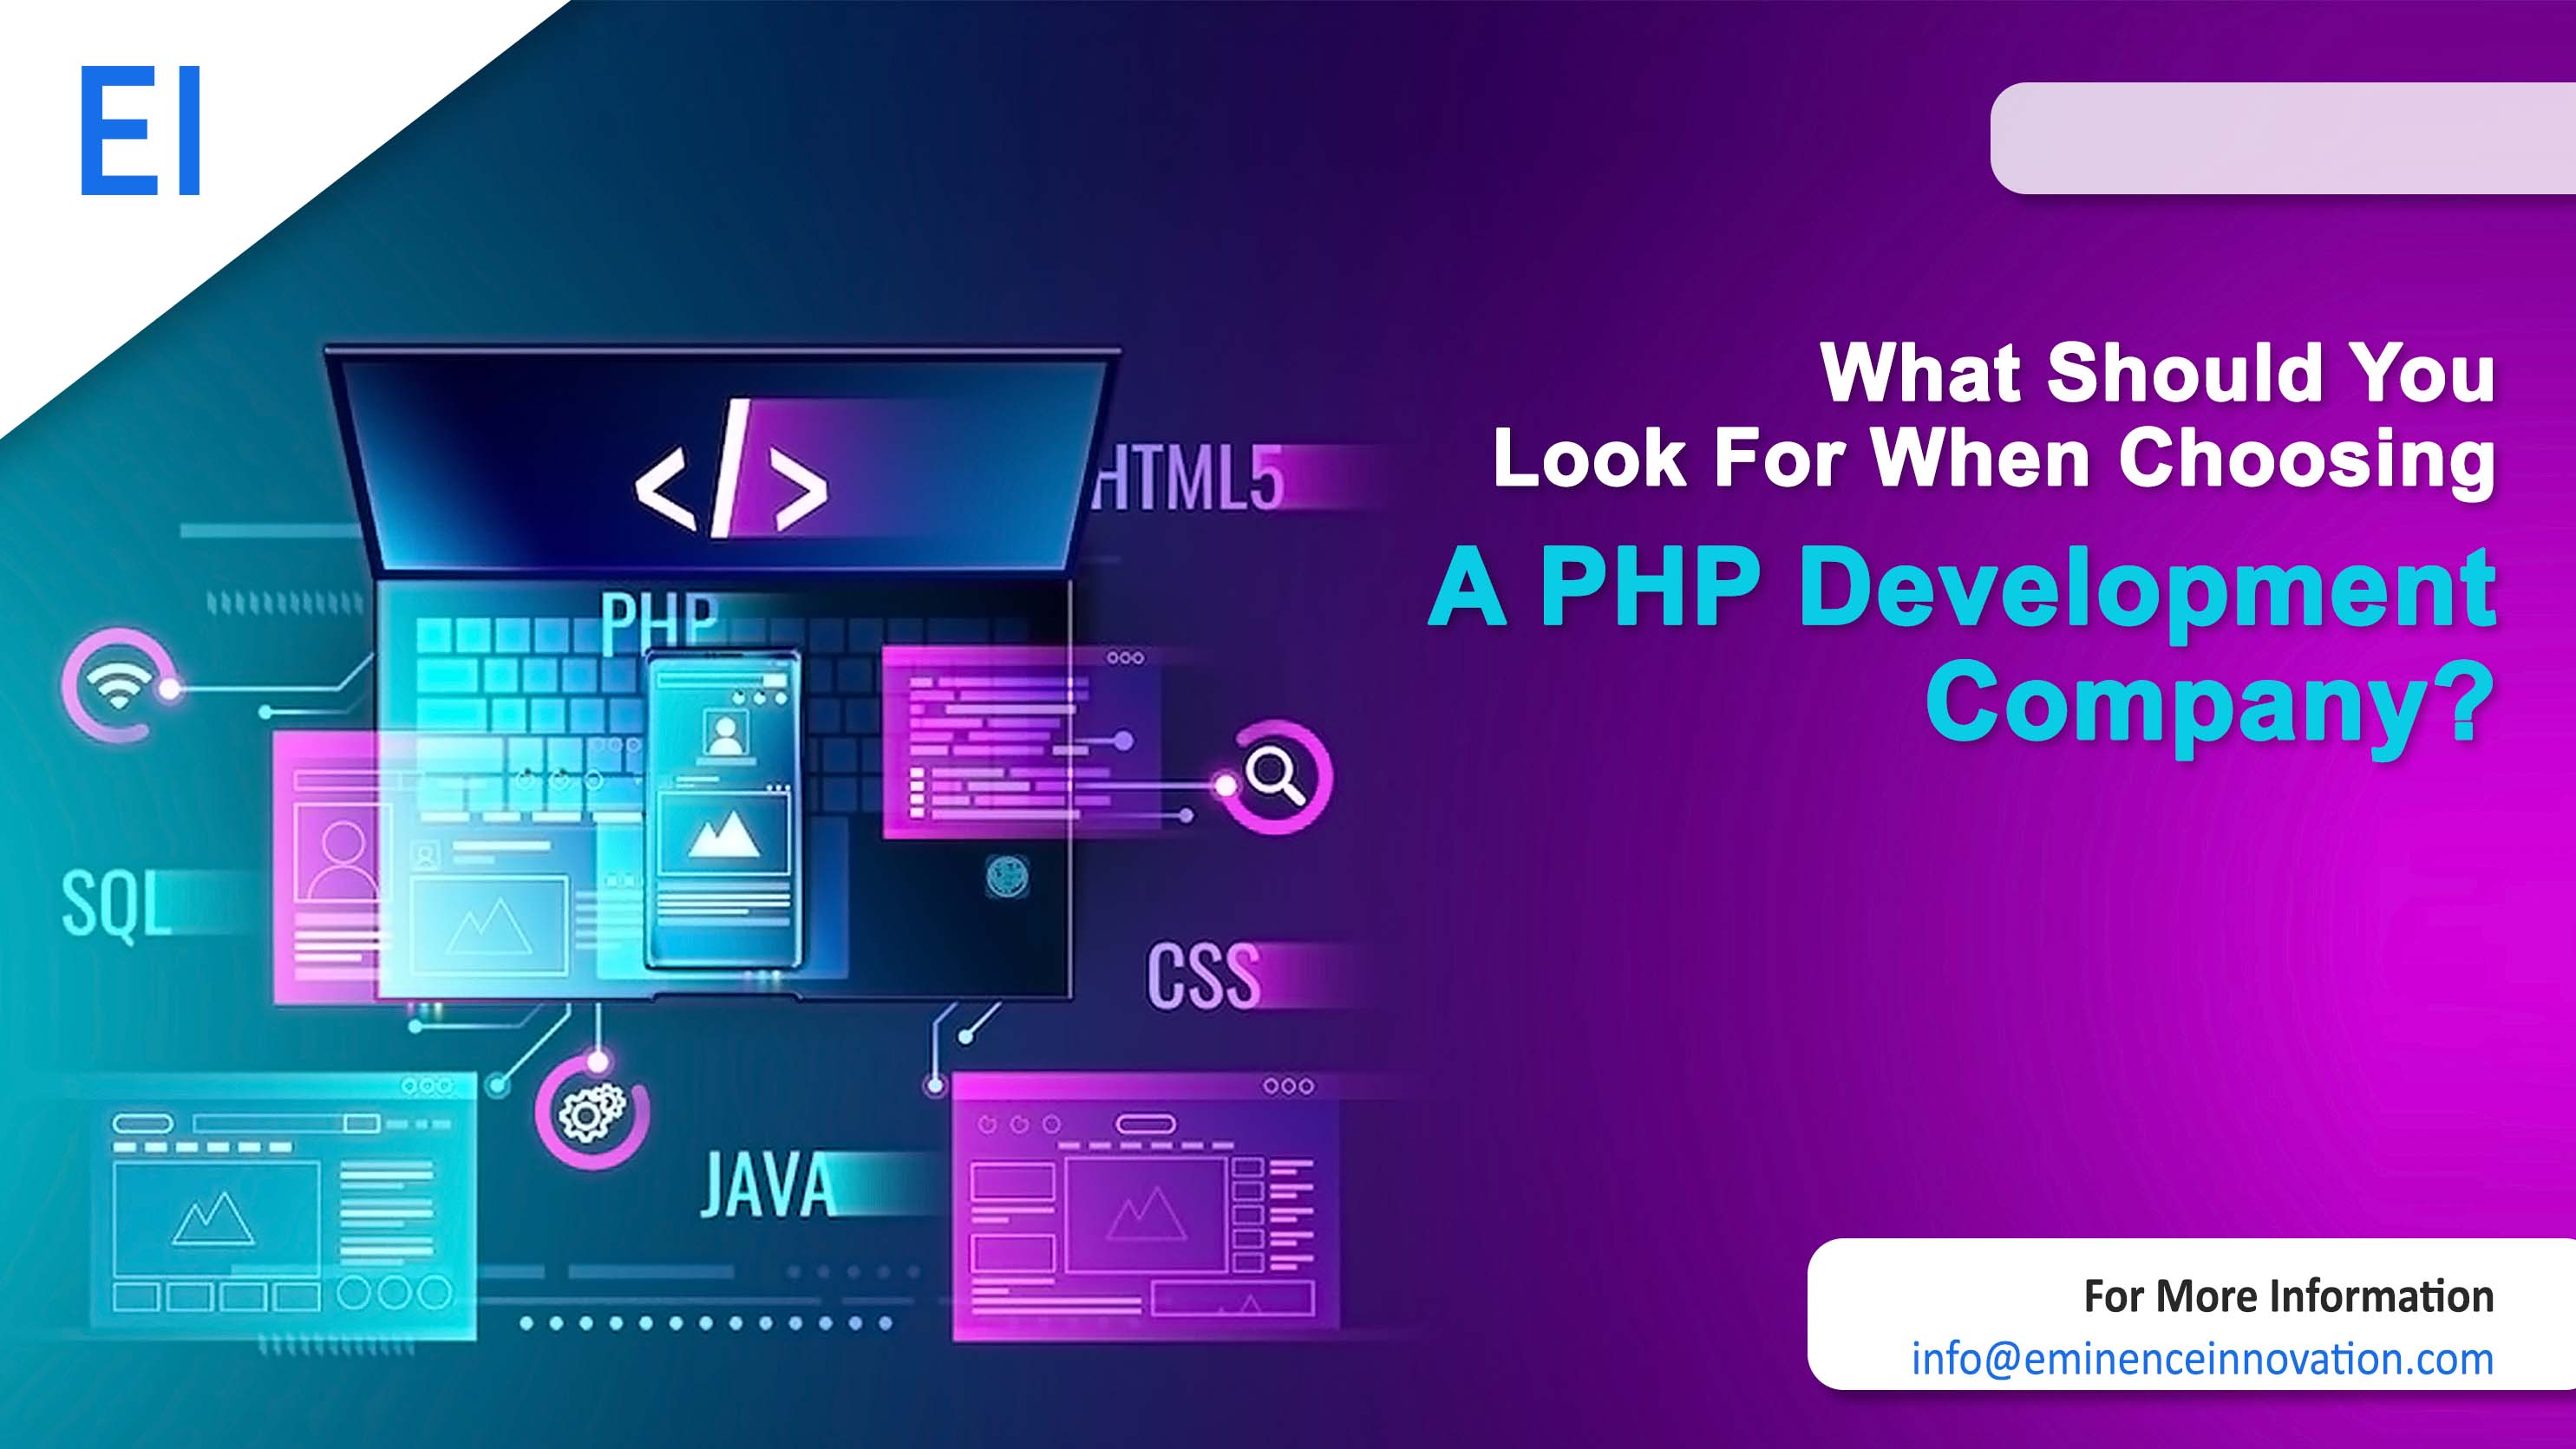 EI
What Should You
Look For When Choosing
A PHP Development
Company?
</>
HTML5
PHP
SQL
CSS
JAVA
For More Information
info@eminenceinnovation.com